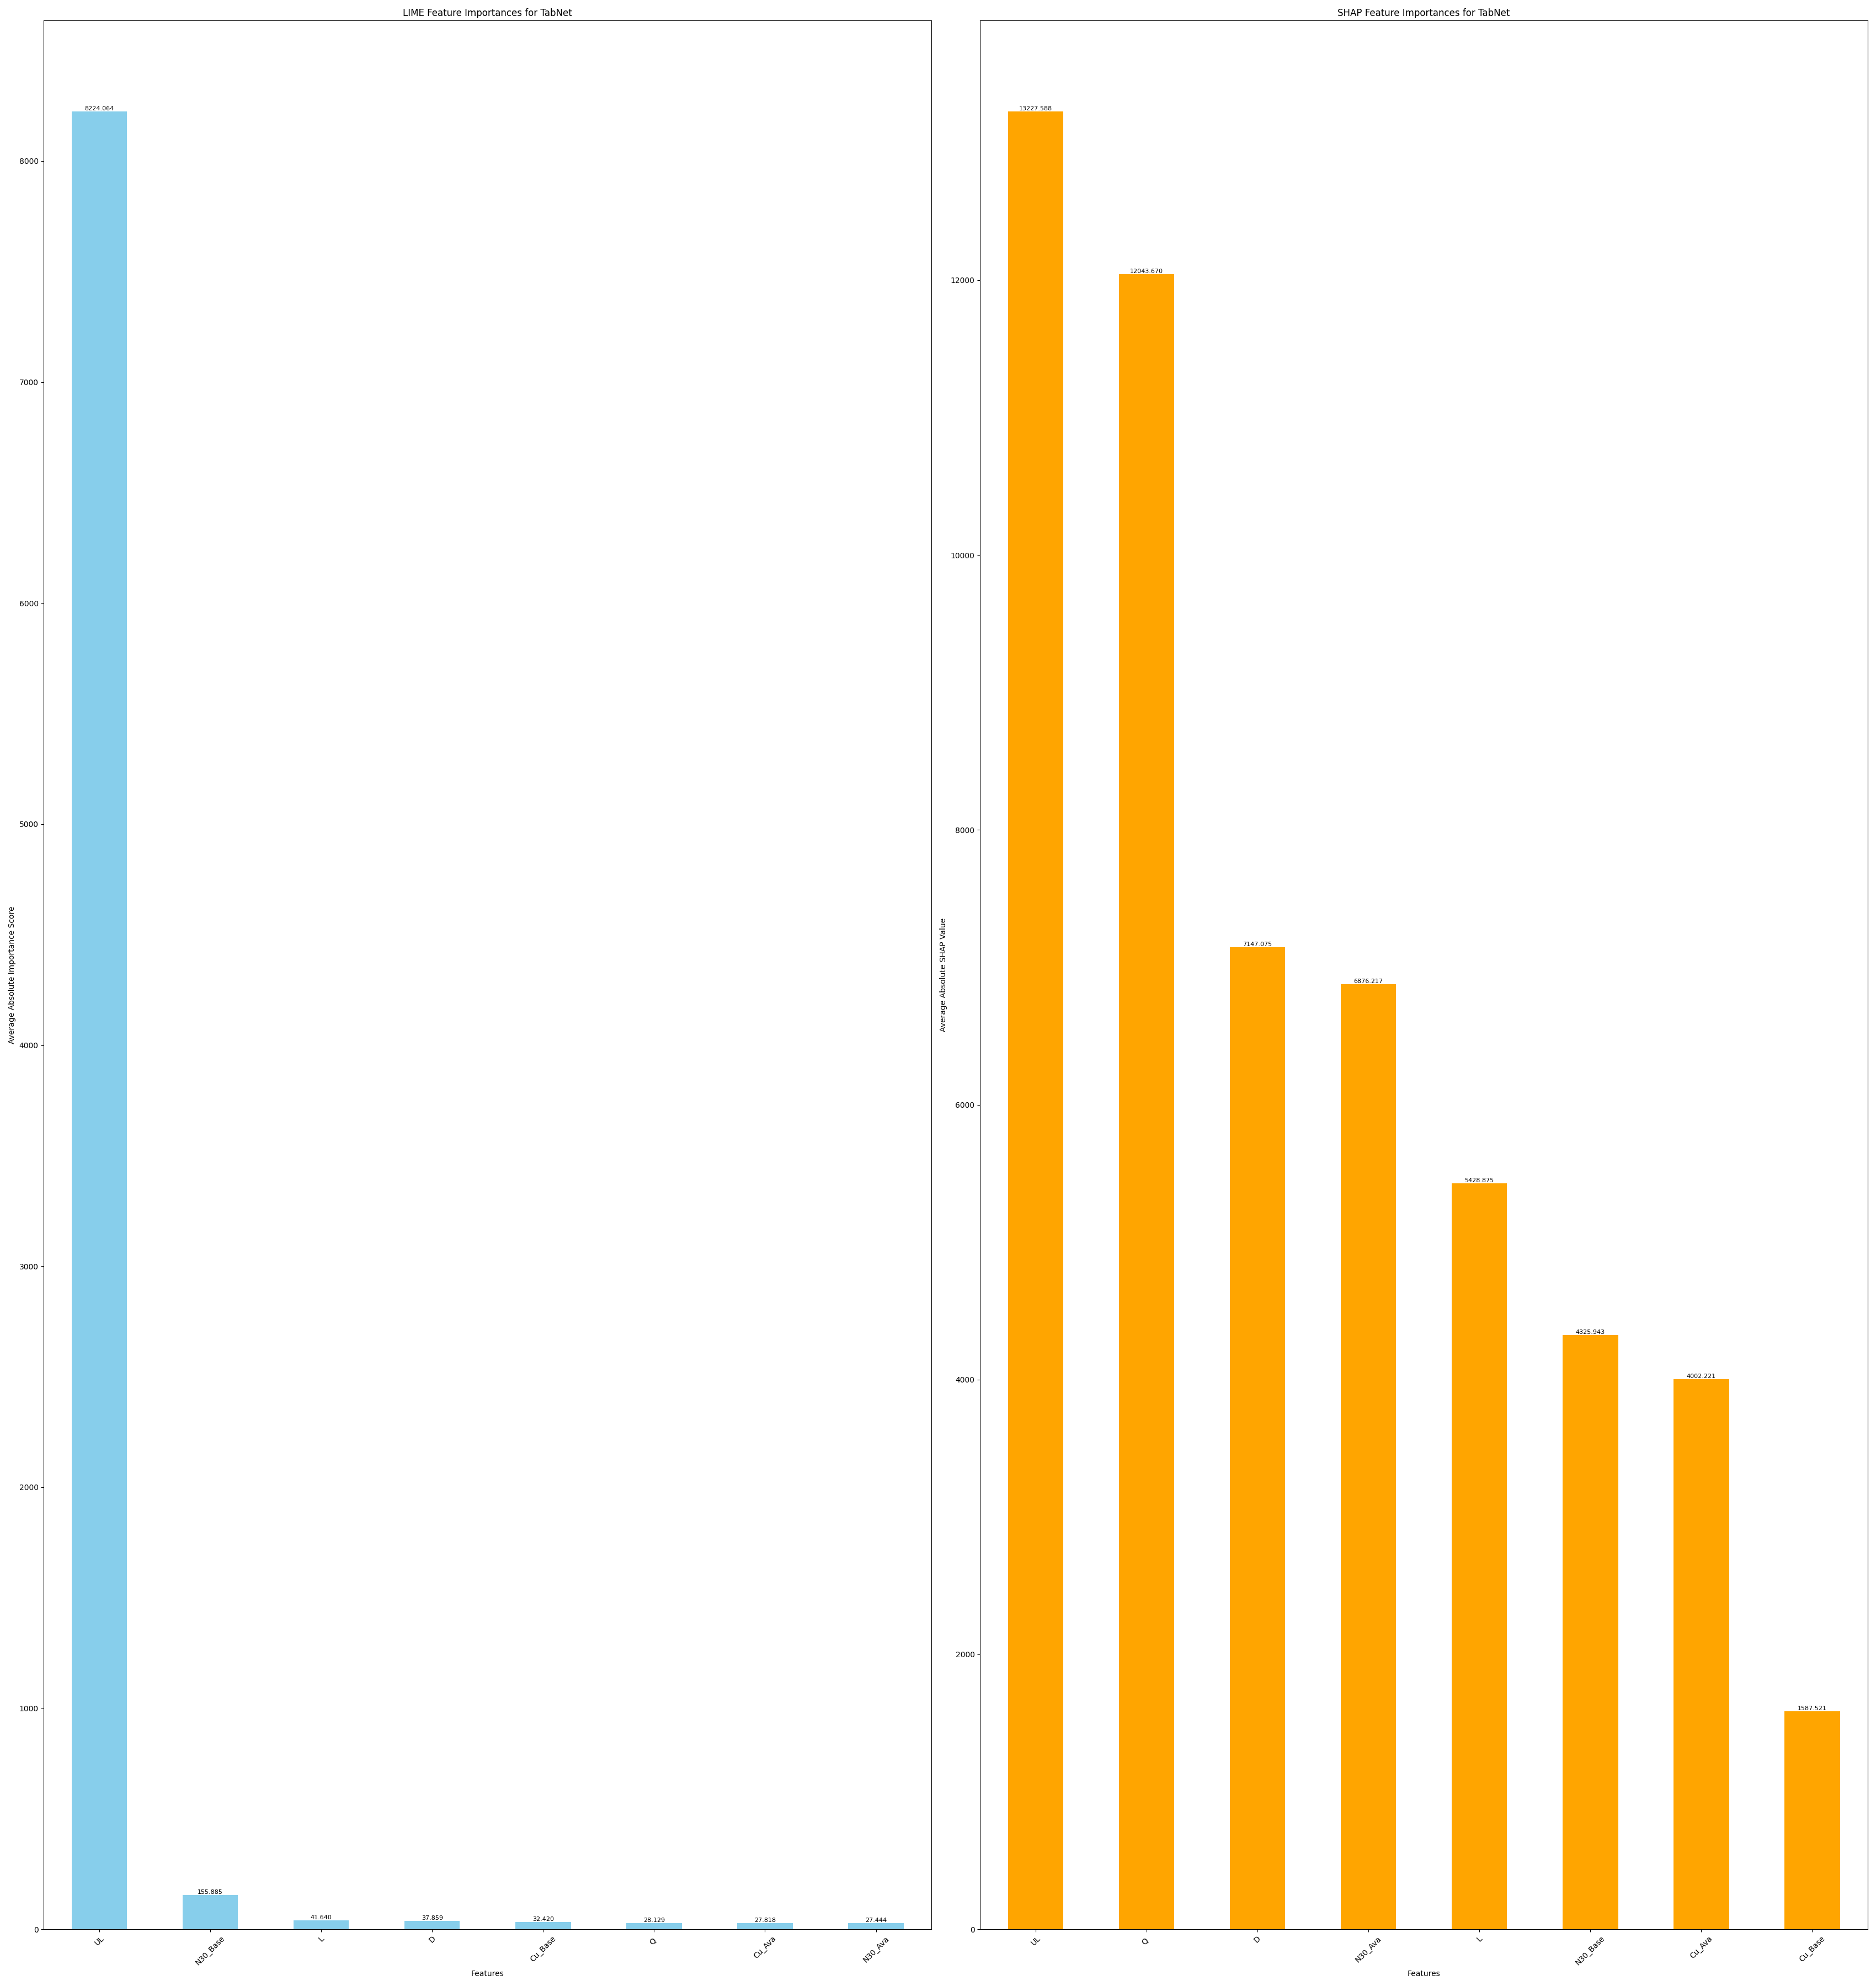 LIME Feature Importances for TabNet
Average Absolute Importance Score
8000
7000
6000
5000
4000
3000
2000
1000
0
8224.064
155.885
41.640
37.859
32.420
28.129
27.818
27.444
UL
N30_Base
L
D
Cu_Base
Q
Cu_Ava
N30_Ava
Features
SHAP Feature Importances for TabNet
Average Absolute SHAP Value
12000
10000
8000
6000
4000
2000
0
13227.588
12043.670
7147.075
6876.217
5428.875
4325.943
4002.221
1587.521
UL
Q
D
N30_Ava
L
N30_Base
Cu_Ava
Cu_Base
Features